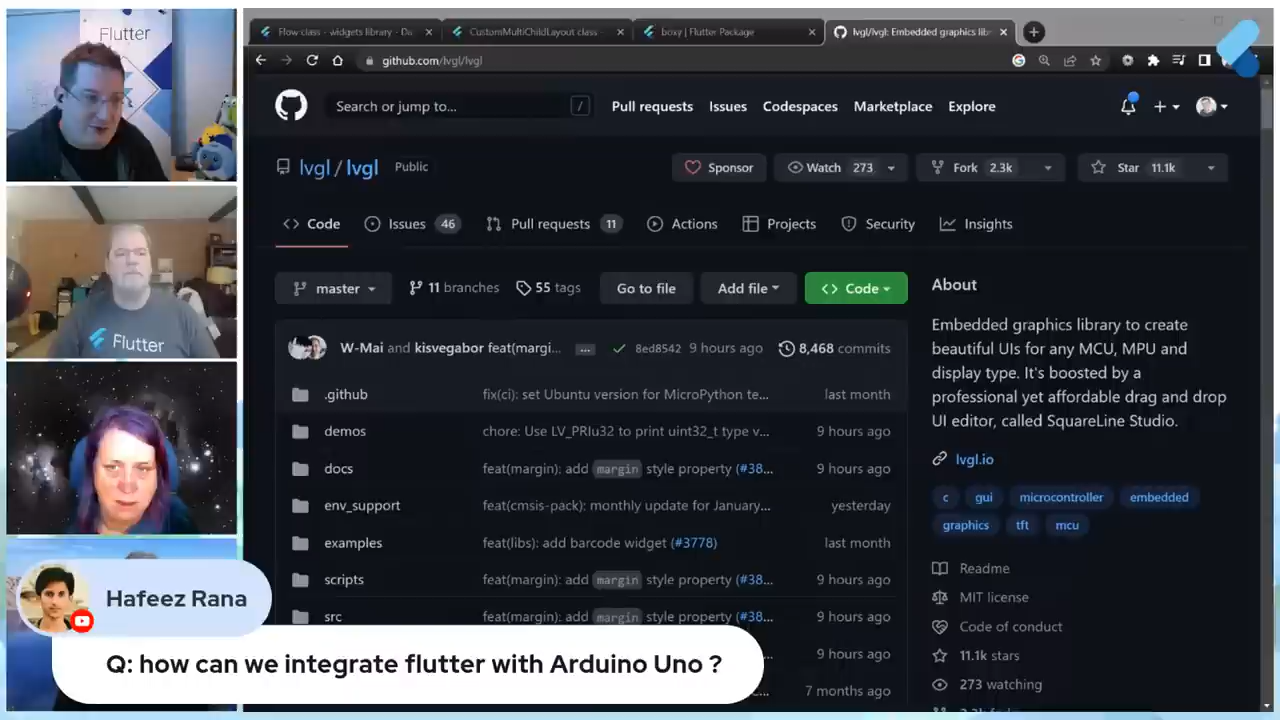 Flutter
Flutter
Flow class - widgets library - Da
CustomMultiChildLayout class -
boxy | Flutter Package
lvgl/lvgl: Embedded graphics libr
github.com/lvgl/lvgl
Search or jump to...
/
Pull requests
Issues
Codespaces
Marketplace
Explore
lvgl / lvgl
Public
Sponsor
Watch 273
Fork 2.3k
Star 11.1k
Code
Issues 46
Pull requests 11
Actions
Projects
Security
Insights
master
11 branches
55 tags
Go to file
Add file
Code
W-Mai and kisvegabor feat(margi...
...
8ed8542
9 hours ago
8,468 commits
.github fix(ci): set Ubuntu version for MicroPython te... last month
demos chore: Use LV_PRIu32 to print uint32_t type v... 9 hours ago
docs feat(margin): add margin style property (#38... 9 hours ago
env_support feat(cmsis-pack): monthly update for January... yesterday
examples feat(libs): add barcode widget (#3778) last month
scripts feat(margin): add margin style property (#38... 9 hours ago
src feat(margin): add margin style property (#38... 9 hours ago
9 hours ago
7 months ago
About
Embedded graphics library to create
beautiful UIs for any MCU, MPU and
display type. It's boosted by a
professional yet affordable drag and drop
UI editor, called SquareLine Studio.
lvgl.io
c gui microcontroller embedded
graphics tft mcu
Readme
MIT license
Code of conduct
11.1k stars
273 watching
Hafeez Rana
Q: how can we integrate flutter with Arduino Uno ?